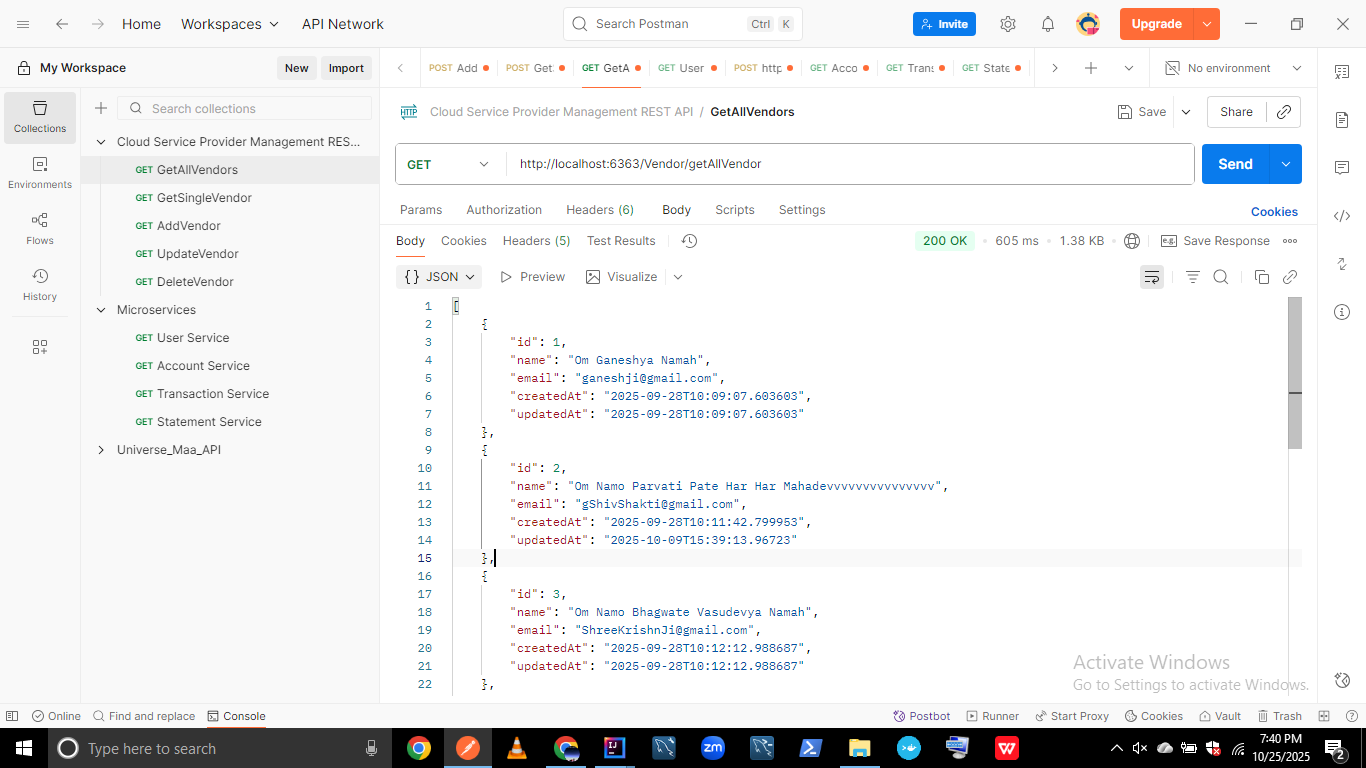 Home Workspaces API Network Search Postman Ctrl K Invite Upgrade
My Workspace New Import POST Add GET GetA GET User POST http GET Acco GET Trans GET State No environment
Collections Search collections HTTP Cloud Service Provider Management REST API / GetAllVendors Save Share
Cloud Service Provider Management RES...
GET GetAllVendors GET http://localhost:6363/Vendor/getAllVendor Send
Environments
GET GetSingleVendor
Params Authorization Headers (6) Body Scripts Settings Cookies
GET AddVendor
Flows Body Cookies Headers (5) Test Results 200 OK 605 ms 1.38 KB e.g. Save Response
GET UpdateVendor
{} JSON Preview Visualize
GET DeleteVendor
History
Microservices
GET User Service
GET Account Service
GET Transaction Service
GET Statement Service
Universe_Maa_API
1 [
2 {
3 "id": 1,
4 "name": "Om Ganeshya Namah",
5 "email": "ganeshji@gmail.com",
6 "createdAt": "2025-09-28T10:09:07.603603",
7 "updatedAt": "2025-09-28T10:09:07.603603"
8 },
9 {
10 "id": 2,
11 "name": "Om Namo Parvati Pate Har Har Mahadevvvvvvvvvvvvvvv",
12 "email": "gShivShakti@gmail.com",
13 "createdAt": "2025-09-28T10:11:42.799953",
14 "updatedAt": "2025-10-09T15:39:13.96723"
15 },
16 {
17 "id": 3,
18 "name": "Om Namo Bhagwate Vasudevya Namah",
19 "email": "ShreeKrishnJi@gmail.com",
20 "createdAt": "2025-09-28T10:12:12.988687",
21 "updatedAt": "2025-09-28T10:12:12.988687"
22 },
Activate Windows
Go to Settings to activate Windows.
Online Find and replace Console Postbot Runner Start Proxy Cookies Vault Trash
Type here to search zm W 7:40 PM
10/25/2025 2